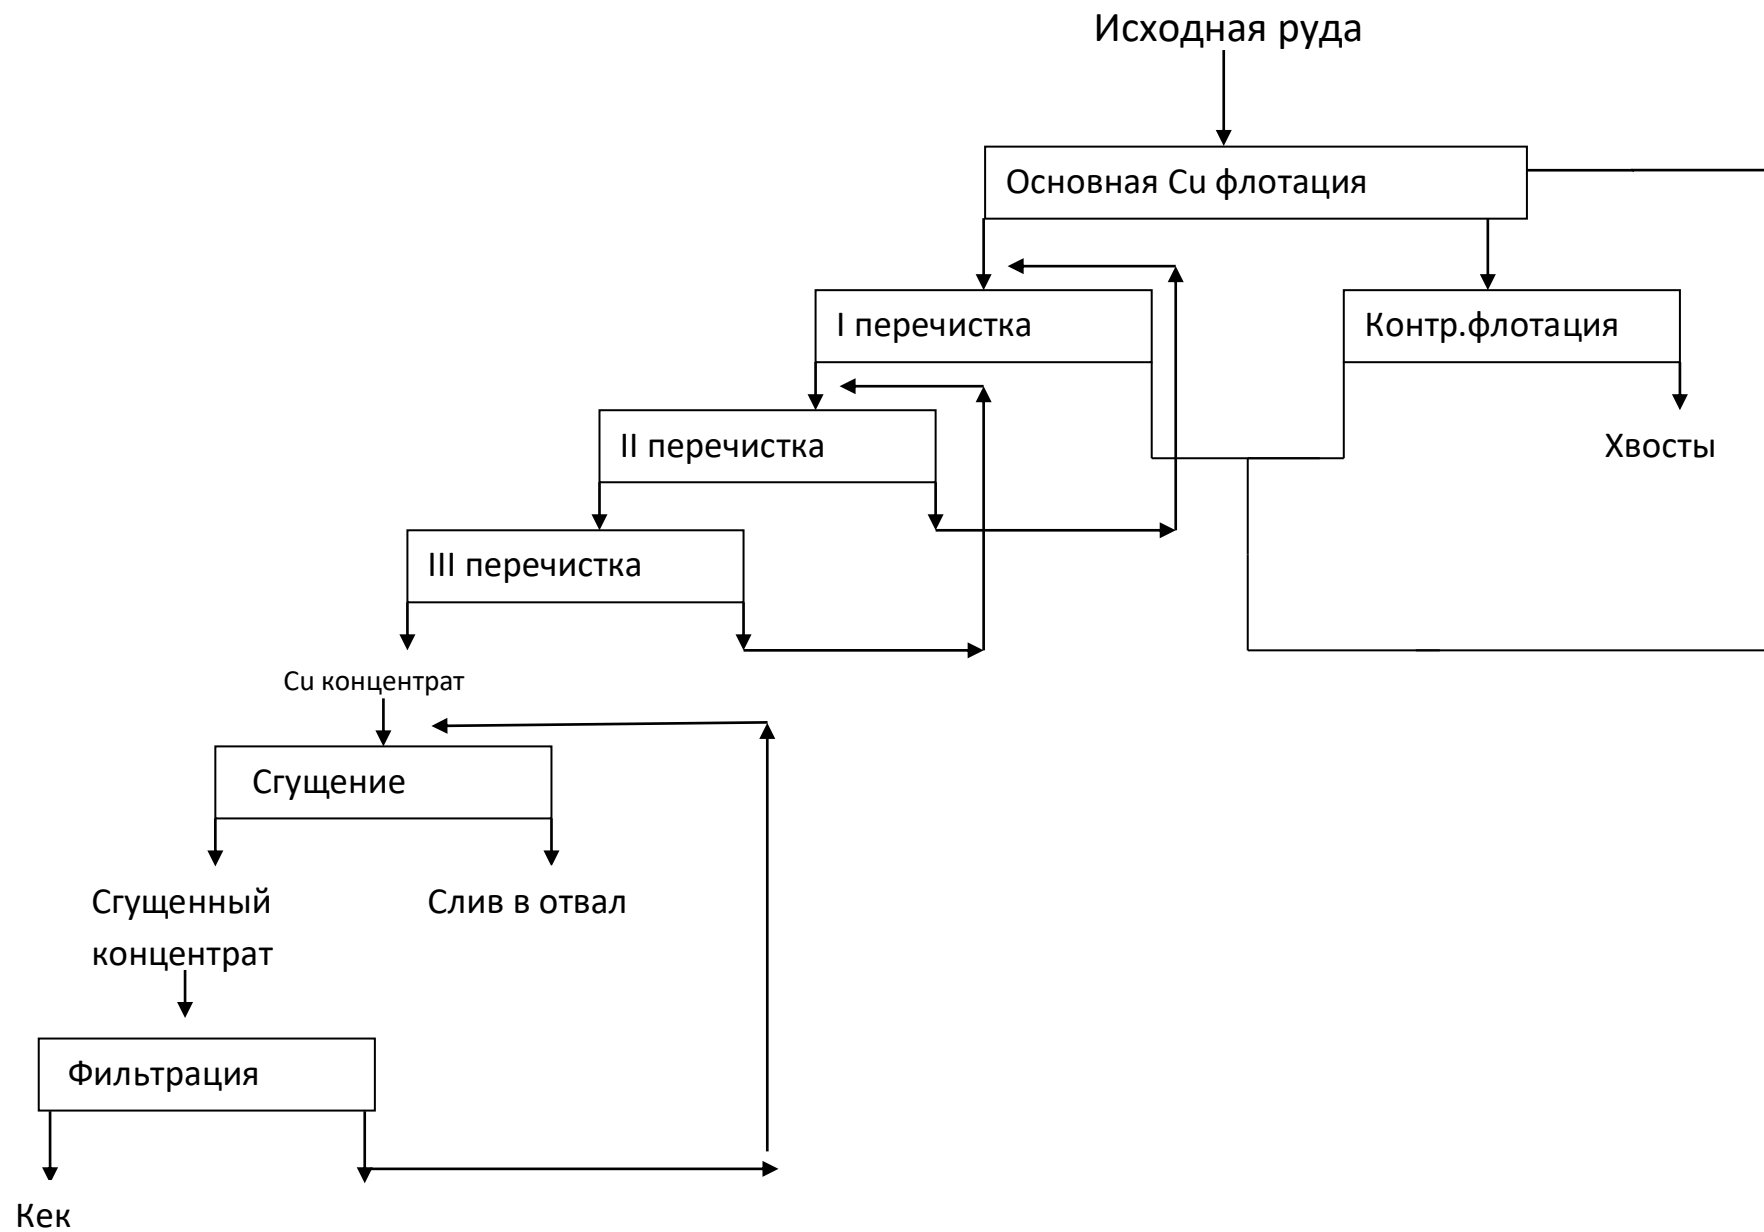 Исходная руда
Основная Cu флотация
I перечистка
Контр.флотация
II перечистка
Хвосты
III перечистка
Cu концентрат
Сгущение
Сгущенный
концентрат
Слив в отвал
Фильтрация
Кек